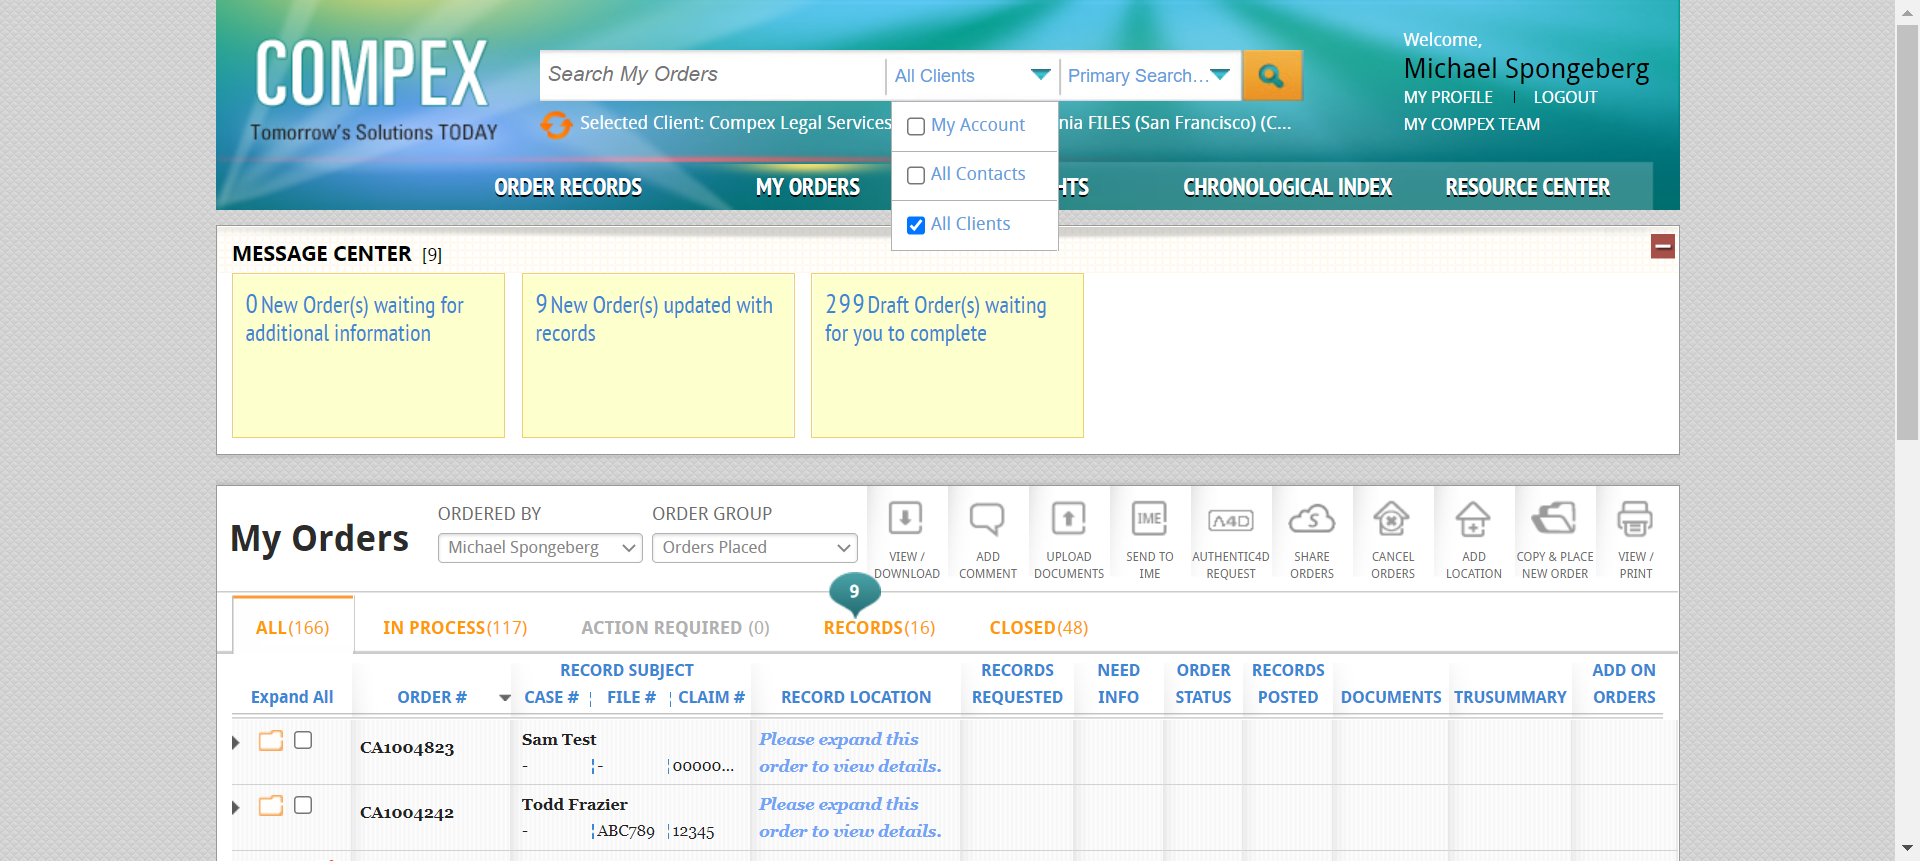 COMPEX
Tomorrow's Solutions TODAY
Search My Orders
All Clients
Primary Search...
Welcome,
Michael Spongeberg
MY PROFILE | LOGOUT
MY COMPEX TEAM
Selected Client: Compex Legal Services
nia FILES (San Francisco) (C...
My Account
All Contacts
All Clients
ORDER RECORDS
MY ORDERS
HTS
CHRONOLOGICAL INDEX
RESOURCE CENTER
MESSAGE CENTER [9]
0 New Order(s) waiting for
additional information
9 New Order(s) updated with
records
299 Draft Order(s) waiting
for you to complete
My Orders
ORDERED BY
Michael Spongeberg
ORDER GROUP
Orders Placed
VIEW /
DOWNLOAD
ADD
COMMENT
UPLOAD
DOCUMENTS
IME
SEND TO
IME
A4D
AUTHENTIC4D
REQUEST
S
SHARE
ORDERS
CANCEL
ORDERS
ADD
LOCATION
COPY & PLACE
NEW ORDER
VIEW /
PRINT
9
ALL(166)
IN PROCESS(117)
ACTION REQUIRED (0)
RECORDS(16)
CLOSED(48)
Expand All
ORDER #
RECORD SUBJECT
CASE # ¦ FILE # ¦ CLAIM #
RECORD LOCATION
RECORDS
REQUESTED
NEED
INFO
ORDER
STATUS
RECORDS
POSTED
DOCUMENTS
TRUSUMMARY
ADD ON
ORDERS
CA1004823
Sam Test
- ¦ - ¦ 00000...
Please expand this
order to view details.
CA1004242
Todd Frazier
- ¦ ABC789 ¦ 12345
Please expand this
order to view details.